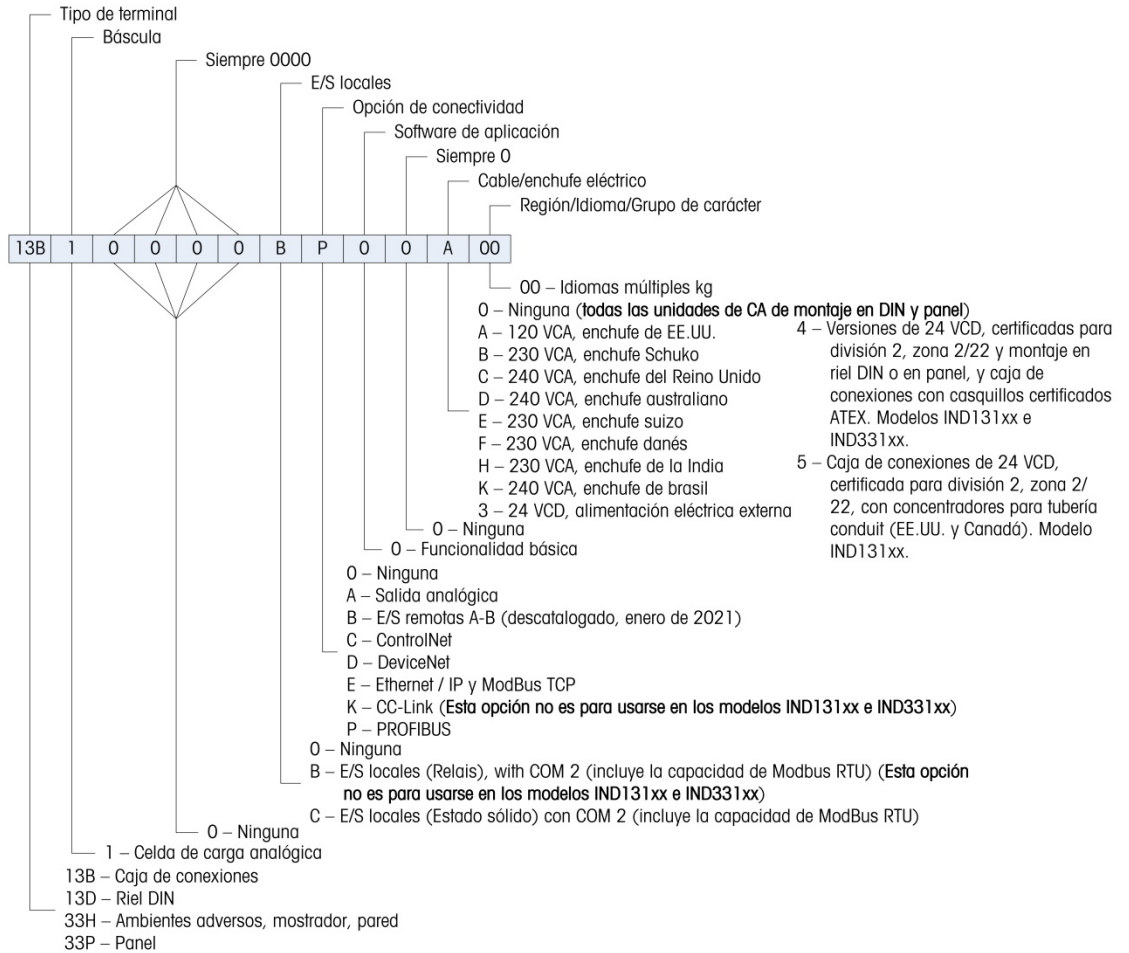 Tipo de terminal
Báscula
Siempre 0000
E/S locales
Opción de conectividad
Software de aplicación
Siempre 0
Cable/enchufe eléctrico
Región/Idioma/Grupo de carácter
13B 1 0 0 0 0 B P 0 0 A 00
00 – Idiomas múltiples kg
0 – Ninguna (todas las unidades de CA de montaje en DIN y panel)
A – 120 VCA, enchufe de EE.UU.
B – 230 VCA, enchufe Schuko
C – 240 VCA, enchufe del Reino Unido
D – 240 VCA, enchufe australiano
E – 230 VCA, enchufe suizo
F – 230 VCA, enchufe danés
H – 230 VCA, enchufe de la India
K – 240 VCA, enchufe de brasil
3 – 24 VCD, alimentación eléctrica externa
4 – Versiones de 24 VCD, certificadas para
división 2, zona 2/22 y montaje en
riel DIN o en panel, y caja de
conexiones con casquillos certificados
ATEX. Modelos IND131xx e
IND331xx.
5 – Caja de conexiones de 24 VCD,
certificada para división 2, zona 2/
22, con concentradores para tubería
conduit (EE.UU. y Canadá). Modelo
IND131xx.
0 – Ninguna
0 – Funcionalidad básica
0 – Ninguna
A – Salida analógica
B – E/S remotas A-B (descatalogado, enero de 2021)
C – ControlNet
D – DeviceNet
E – Ethernet / IP y ModBus TCP
K – CC-Link (Esta opción no es para usarse en los modelos IND131xx e IND331xx)
P – PROFIBUS
0 – Ninguna
B – E/S locales (Relais), with COM 2 (incluye la capacidad de Modbus RTU) (Esta opción
no es para usarse en los modelos IND131xx e IND331xx)
C – E/S locales (Estado sólido) con COM 2 (incluye la capacidad de ModBus RTU)
0 – Ninguna
1 – Celda de carga analógica
13B – Caja de conexiones
13D – Riel DIN
33H – Ambientes adversos, mostrador, pared
33P – Panel